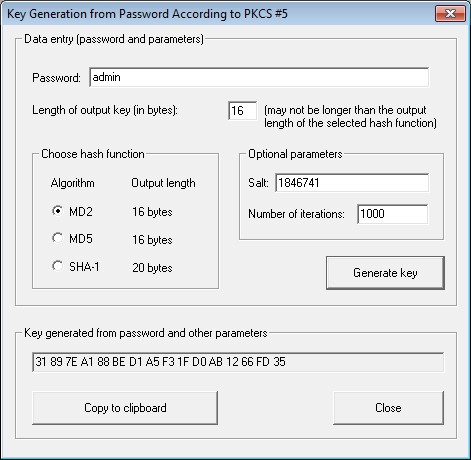 Key Generation from Password According to PKCS #5
Data entry (password and parameters)
Password: admin
Length of output key (in bytes): 16 (may not be longer than the output
length of the selected hash function)
Choose hash function
Algorithm Output length
MD2 16 bytes
MD5 16 bytes
SHA-1 20 bytes
Optional parameters
Salt: 1846741
Number of iterations: 1000
Generate key
Key generated from password and other parameters
31 89 7E A1 88 BE D1 A5 F3 1F D0 AB 12 66 FD 35
Copy to clipboard Close